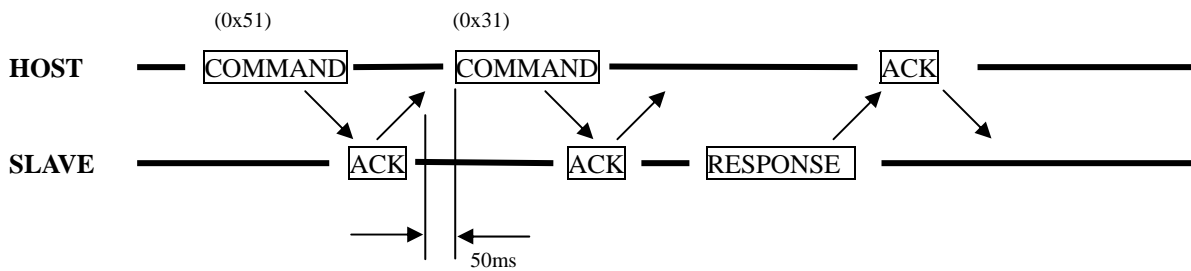 (0x51) (0x31)
HOST COMMAND COMMAND ACK
SLAVE ACK ACK RESPONSE
50ms